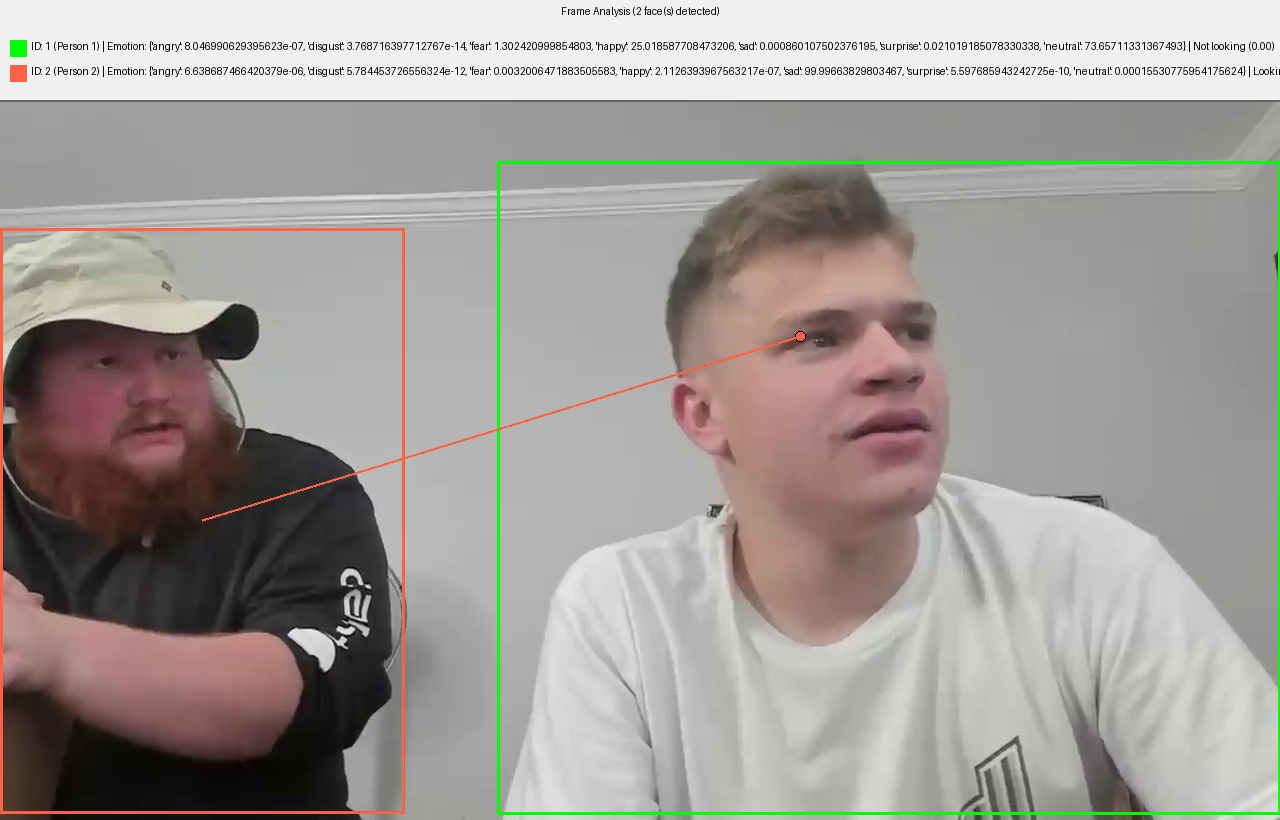 Frame Analysis (2 face(s) detected)
ID: 1 (Person 1) | Emotion: {'angry': 8.046990629395623e-07, 'disgust': 3.768716397712767e-14, 'fear': 1.302420999854803, 'happy': 25.018587708473206, 'sad': 0.000860107502376195, 'surprise': 0.021019185078330338, 'neutral': 73.65711331367493} | Not looking (0.00)
ID: 2 (Person 2) | Emotion: {'angry': 6.638687466420379e-06, 'disgust': 5.784453726556324e-12, 'fear': 0.0032006471883505583, 'happy': 2.1126393967563217e-07, 'sad': 99.99663829803467, 'surprise': 5.597685943242725e-10, 'neutral': 0.00015530775954175624} | Lookin